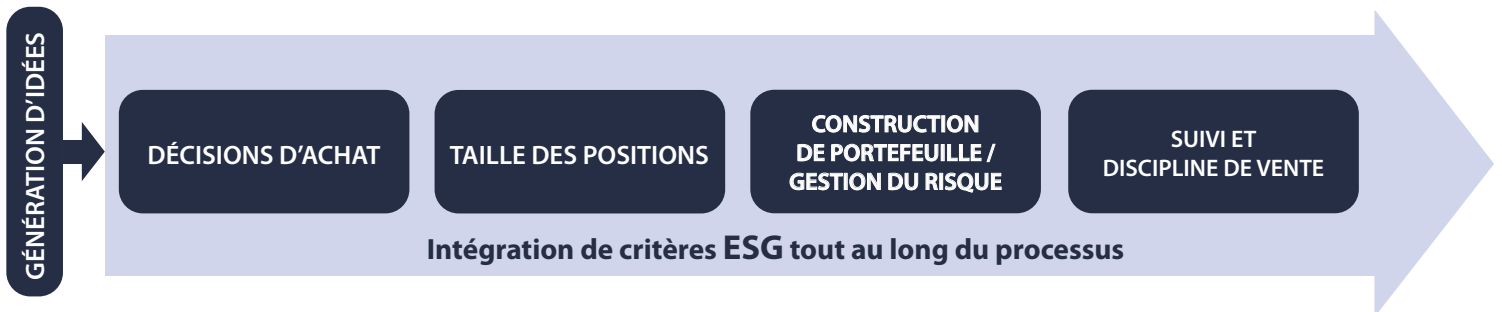 GÉNÉRATION D’IDÉES
DÉCISIONS D’ACHAT
TAILLE DES POSITIONS
CONSTRUCTION
DE PORTEFEUILLE /
GESTION DU RISQUE
SUIVI ET
DISCIPLINE DE VENTE
Intégration de critères ESG tout au long du processus